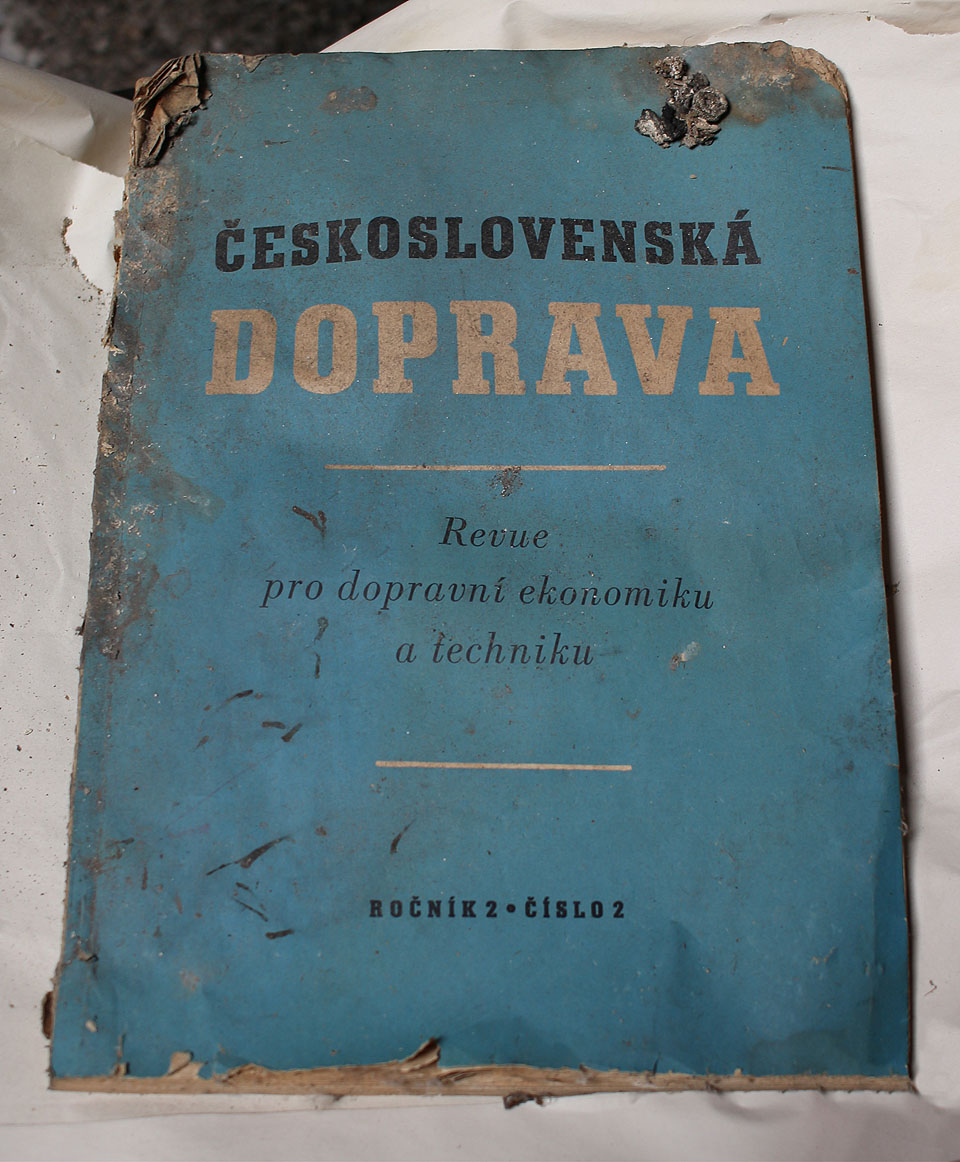 ČESKOSLOVENSKÁ
DOPRAVA
Revue
pro dopravní ekonomiku
a techniku
ROČNÍK 2 • ČÍSLO 2